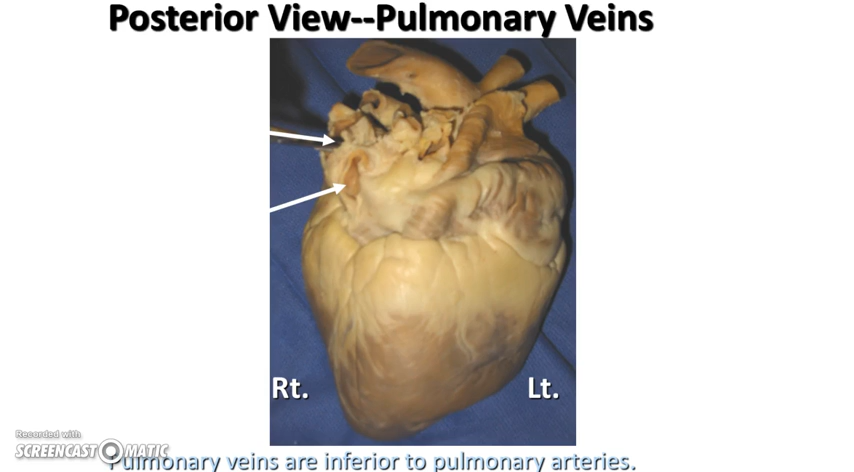 Posterior View--Pulmonary Veins
Rt.
Lt.
Recorded with
SCREENCAST-O-MATIC
Pulmonary veins are inferior to pulmonary arteries.